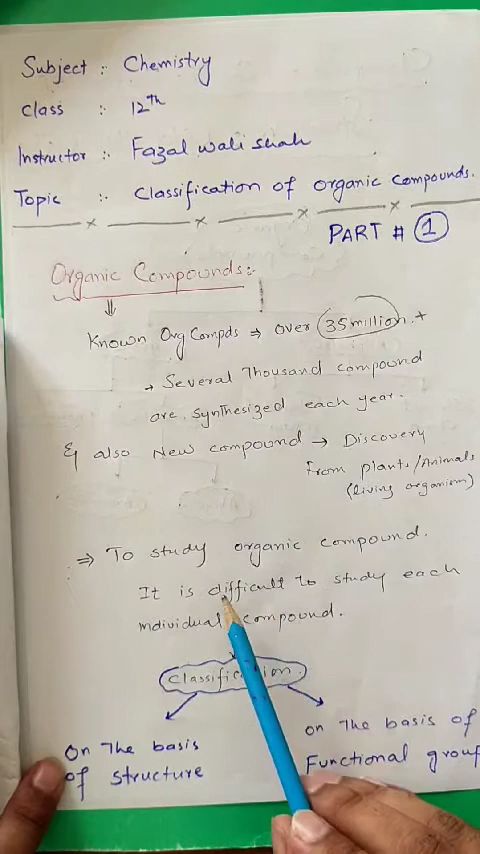 Subject :- Chemistry
Class :- 12th
Instructor :- Fazal wali shah
Topic :- Classification of organic compounds.
PART # 1
Organic Compounds:-
Known Org Compds ⇒ over 35 million +
→ Several Thousand compound
are synthesized each year.
& also New compound → Discovery
From plants/Animals
(living organism)
⇒ To study organic compound.
It is difficult to study each
individual compound.
Classification
on The basis
of structure
on The basis of
Functional group